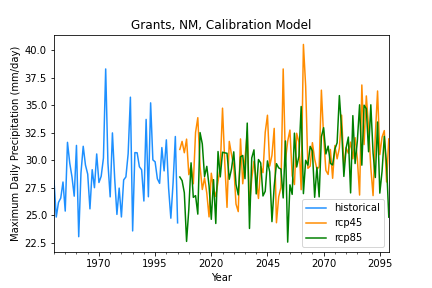 Grants, NM, Calibration Model
Maximum Daily Precipitation (mm/day)
40.0
37.5
35.0
32.5
30.0
27.5
25.0
22.5
1970 1995 2020 2045 2070 2095
Year
historical
rcp45
rcp85